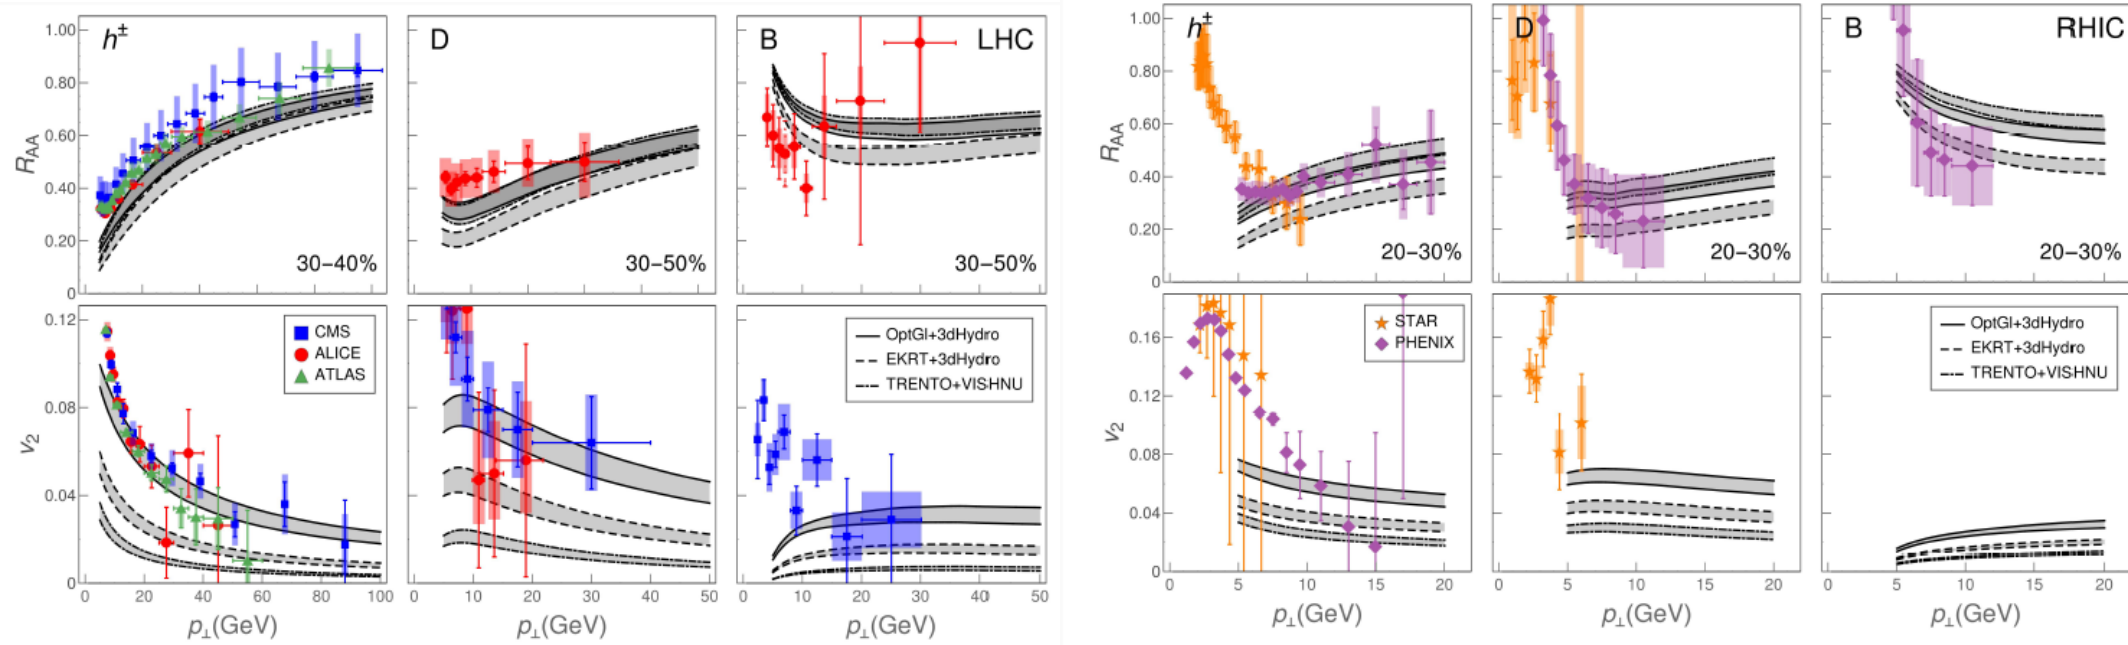 h±
D
B
LHC
1.00
0.80
0.60
0.40
0.20
0
RAA
30–40%
30–50%
30–50%
0.12
0.08
0.04
0
v2
CMS
ALICE
ATLAS
OptGl+3dHydro
EKRT+3dHydro
TRENTO+VISHNU
0 20 40 60 80 100
0 10 20 30 40 50
0 10 20 30 40 50
p⊥(GeV)
p⊥(GeV)
p⊥(GeV)
h±
D
B
RHIC
1.00
0.80
0.60
0.40
0.20
0
RAA
20–30%
20–30%
20–30%
0.16
0.12
0.08
0.04
0
v2
STAR
PHENIX
OptGl+3dHydro
EKRT+3dHydro
TRENTO+VISHNU
0 5 10 15 20
0 5 10 15 20
0 5 10 15 20
p⊥(GeV)
p⊥(GeV)
p⊥(GeV)